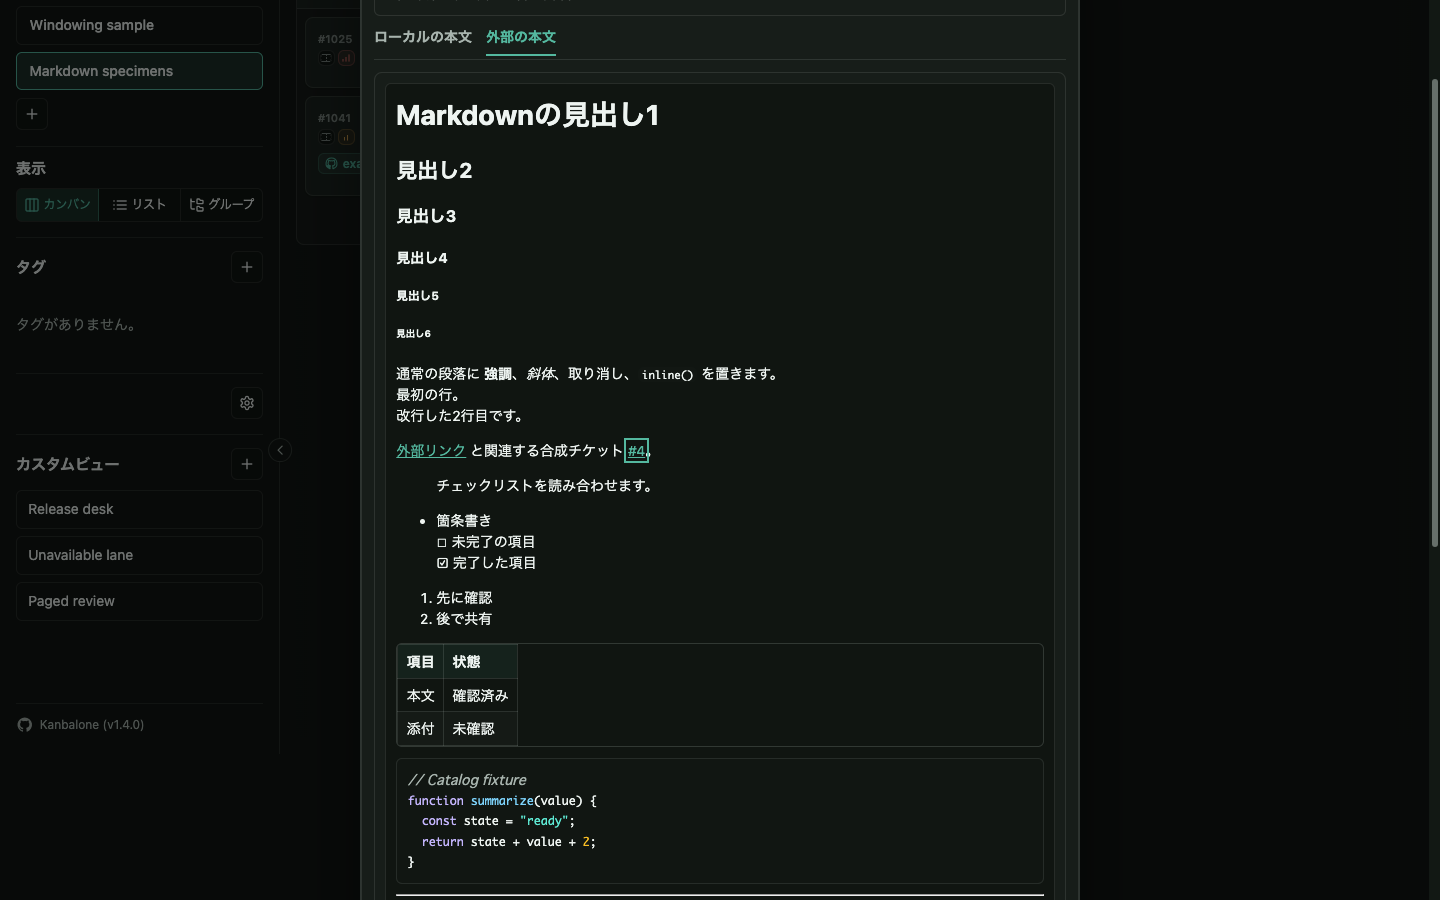 Windowing sample
Markdown specimens
表示
カンバン
リスト
グループ
タグ
タグがありません。
カスタムビュー
Release desk
Unavailable lane
Paged review
Kanbalone (v1.4.0)
#1025
#1041
exa
ローカルの本文
外部の本文
Markdownの見出し1
見出し2
見出し3
見出し4
見出し5
見出し6
通常の段落に 強調、斜体、取り消し、 inline() を置きます。
最初の行。
改行した2行目です。
外部リンク と関連する合成チケット #4。
チェックリストを読み合わせます。
箇条書き
未完了の項目
完了した項目
1. 先に確認
2. 後で共有
項目 状態
本文 確認済み
添付 未確認
// Catalog fixture
function summarize(value) {
const state = "ready";
return state + value + 2;
}